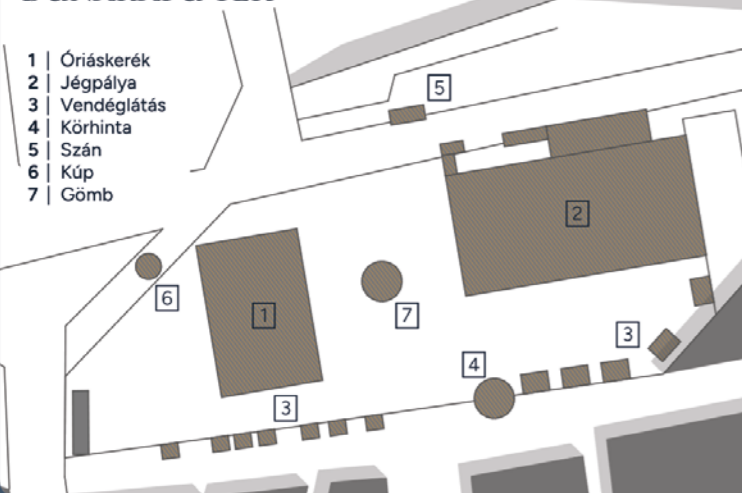 1 | Óriáskerék
2 | Jégpálya
3 | Vendéglátás
4 | Körhinta
5 | Szán
6 | Kúp
7 | Gömb
5
2
6
1
7
3
4
3